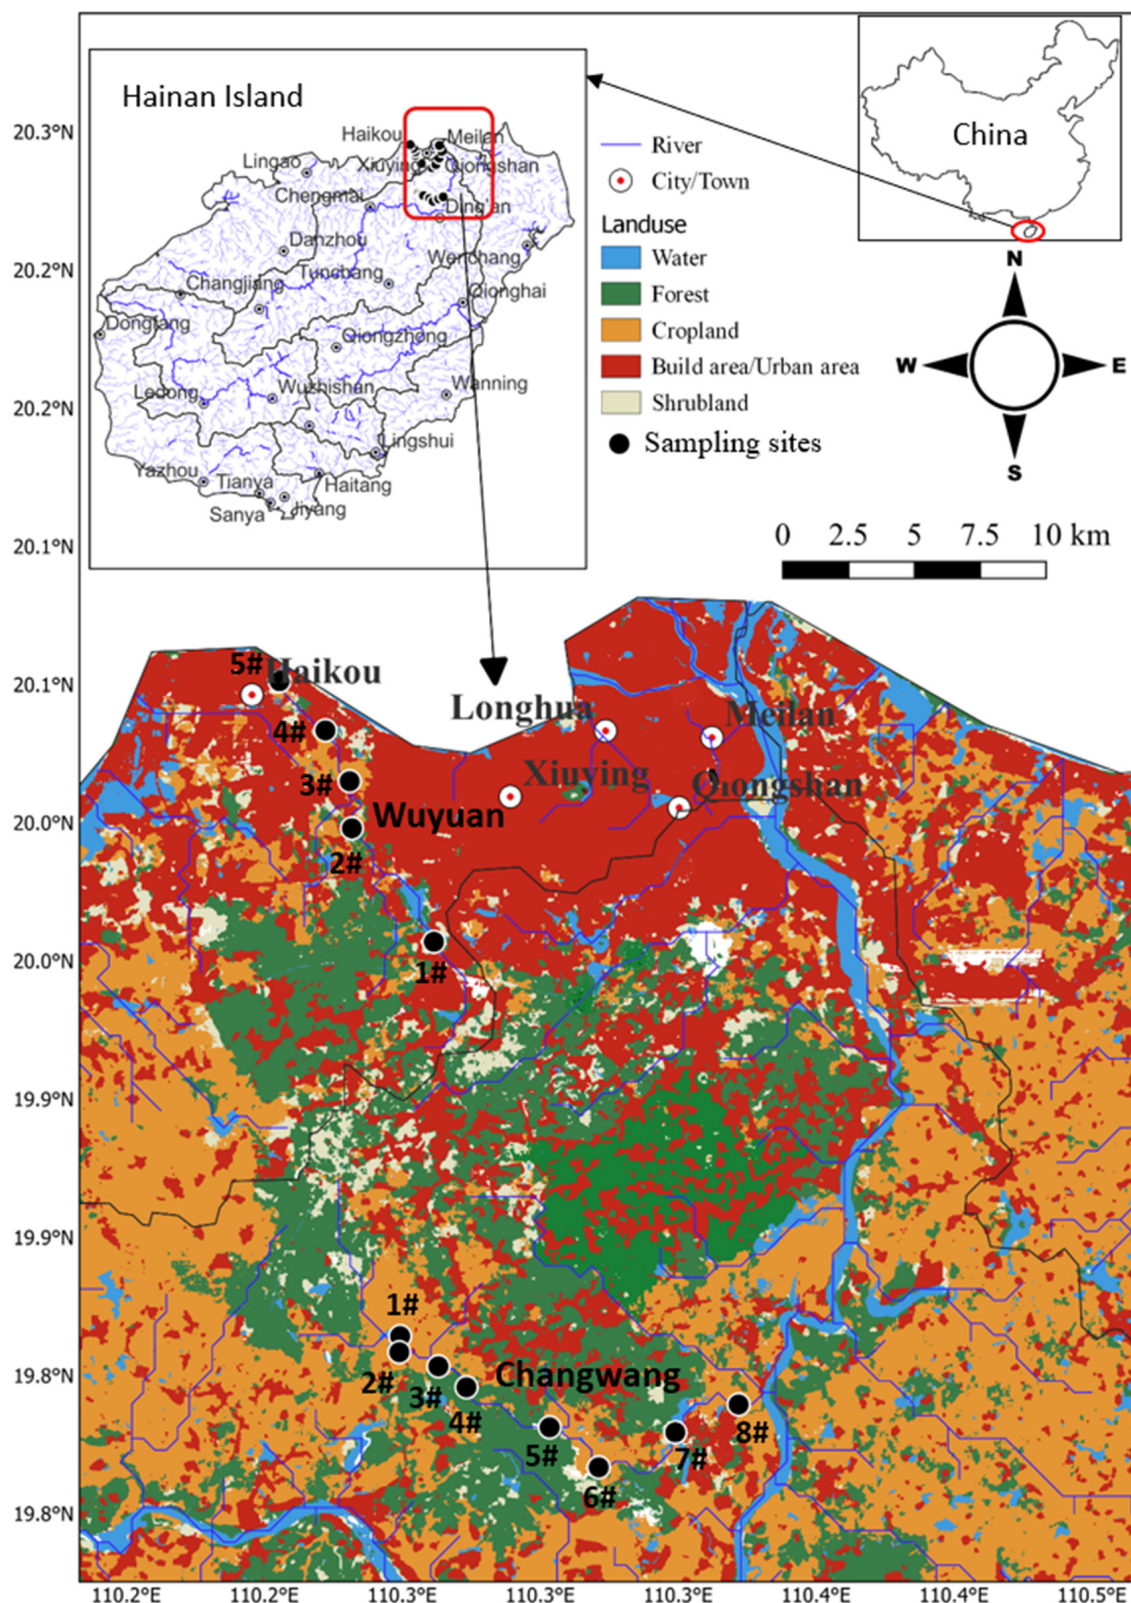 Hainan Island
China
Haikou
Meilan
Lingao
Xiuying
Qiongshan
Chengmai
Ding'an
Danzhou
Wenchang
Tunchang
Changjiang
Qionghai
Dongfang
Qiongzhong
Ledong
Wuzhishan
Wanning
Lingshui
Yazhou
Tianya
Haitang
Sanya
Jiyang
River
City/Town
Landuse
Water
Forest
Cropland
Build area/Urban area
Shrubland
Sampling sites
N
W
E
S
0 2.5 5 7.5 10 km
20.3°N
20.2°N
20.2°N
20.1°N
20.1°N
20.0°N
20.0°N
19.9°N
19.9°N
19.8°N
19.8°N
5#
Haikou
4#
Longhua
Meilan
3#
Xiuying
Qiongshan
Wuyuan
2#
1#
1#
2#
3#
Changwang
4#
5#
6#
7#
8#
110.2°E 110.2°E 110.3°E 110.3°E 110.3°E 110.4°E 110.4°E 110.5°E